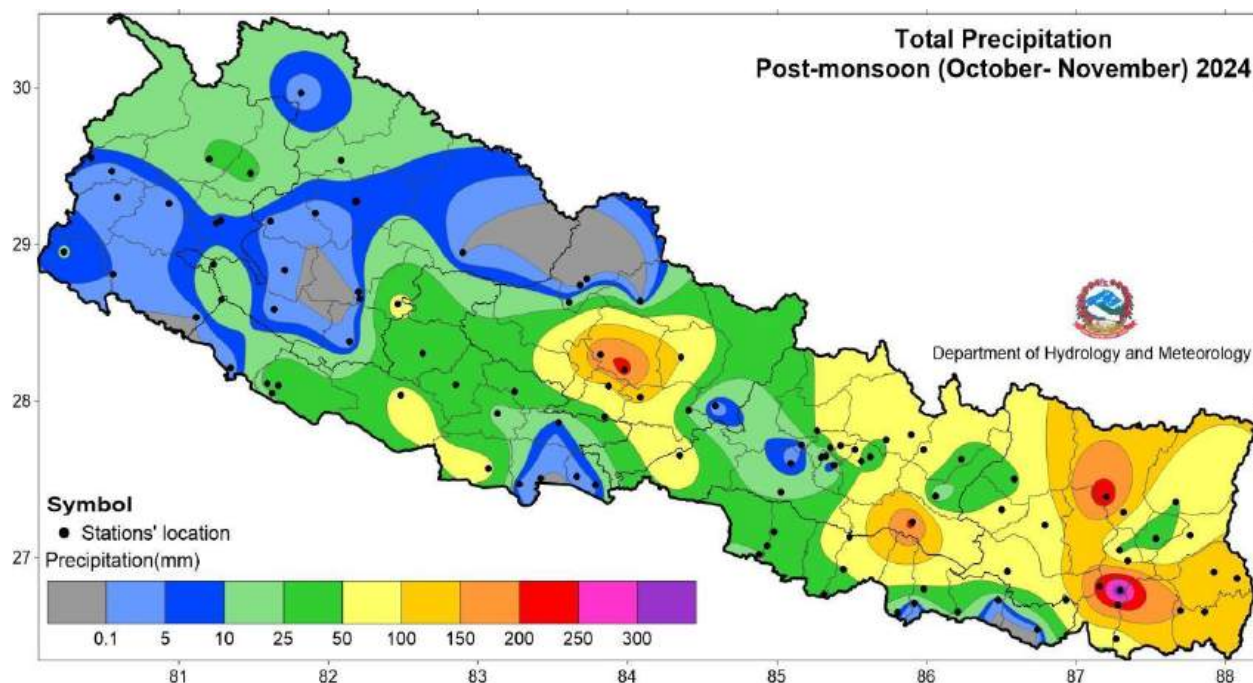 Total Precipitation
Post-monsoon (October- November) 2024
30
29
28
27
Department of Hydrology and Meteorology
Symbol
Stations' location
Precipitation(mm)
0.1 5 10 25 50 100 150 200 250 300
81 82 83 84 85 86 87 88